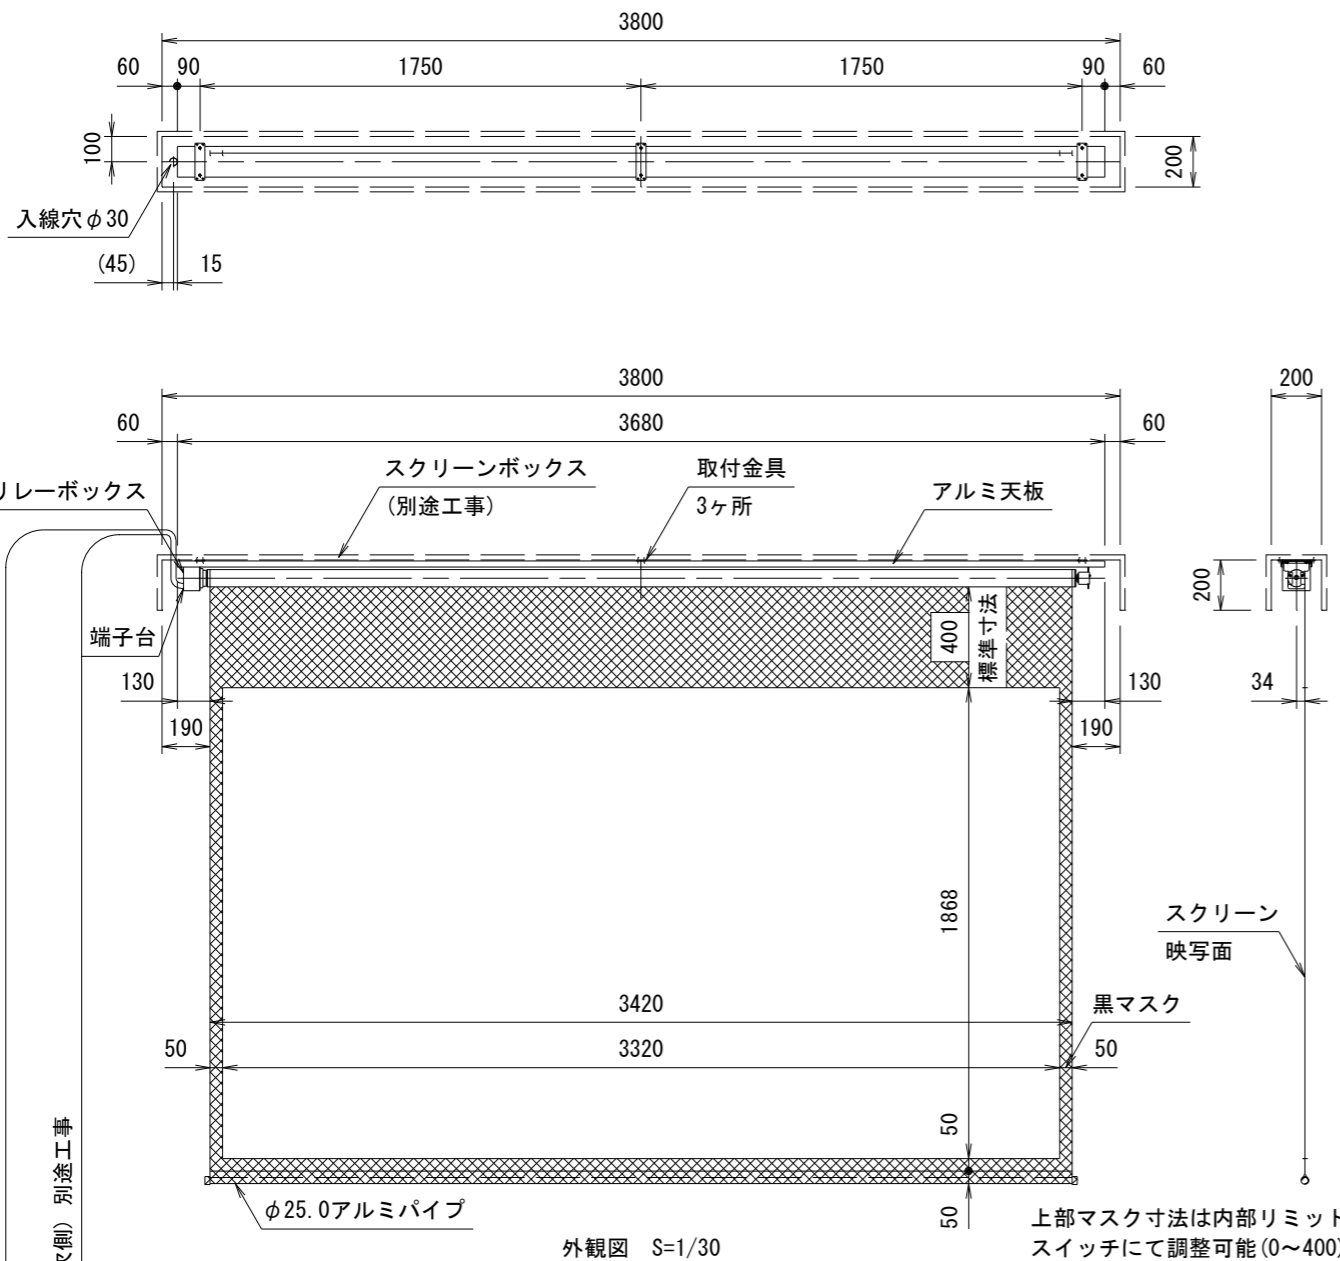 3800
60 90 1750 1750 90 60
100
200
入線穴φ30
(45) 15
3800
200
60 3680 60
リレーボックス
スクリーンボックス
(別途工事)
取付金具
3ヶ所
アルミ天板
200
端子台
400
標準寸法
130
130
34
190
190
1868
スクリーン
映写面
3420
黒マスク
50 3320 50
50
別途工事
φ25.0アルミパイプ
50
上部マスク寸法は内部リミット
スイッチにて調整可能(0〜400)
外観図 S=1/30